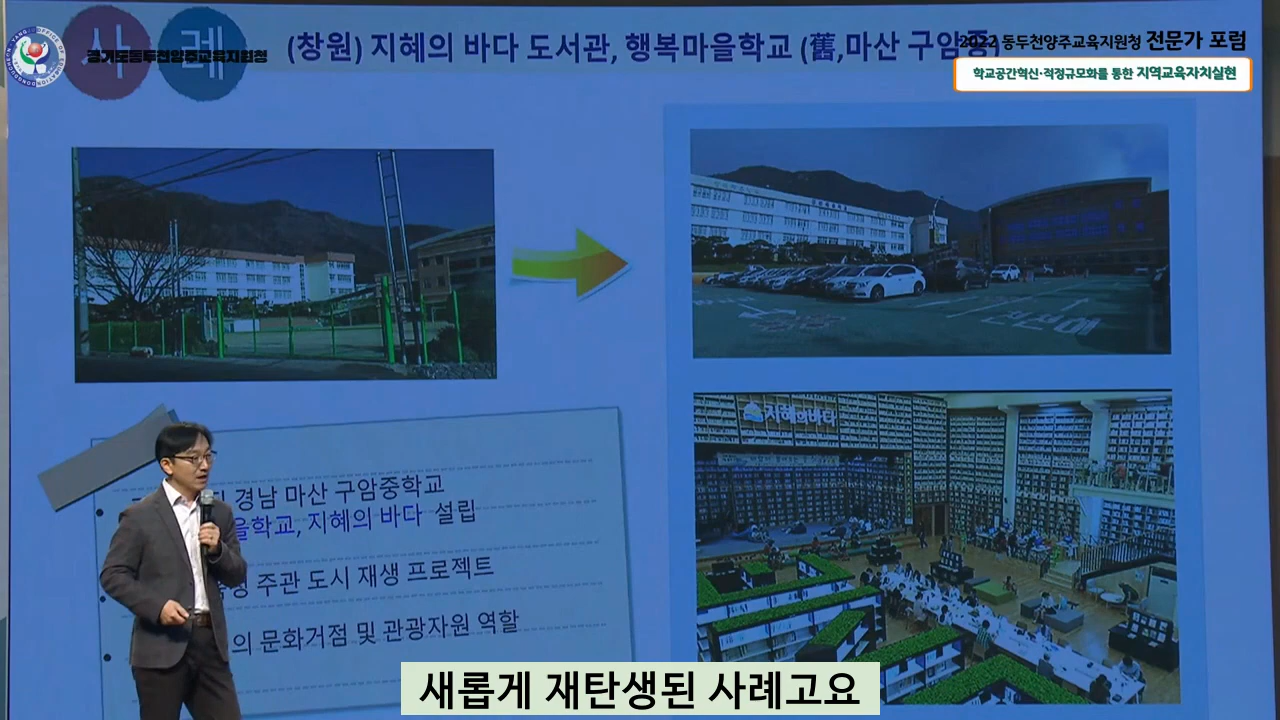 사례
경기도동두천양주교육지원청
(창원) 지혜의 바다 도서관, 행복마을학교 (舊,마산 구암중)
2022 동두천양주교육지원청 전문가 포럼
학교공간혁신·적정규모화를 통한 지역교육자치실현
지혜의바다
경남 마산 구암중학교
을학교, 지혜의 바다 설립
주관 도시 재생 프로젝트
의 문화거점 및 관광자원 역할
새롭게 재탄생된 사례고요